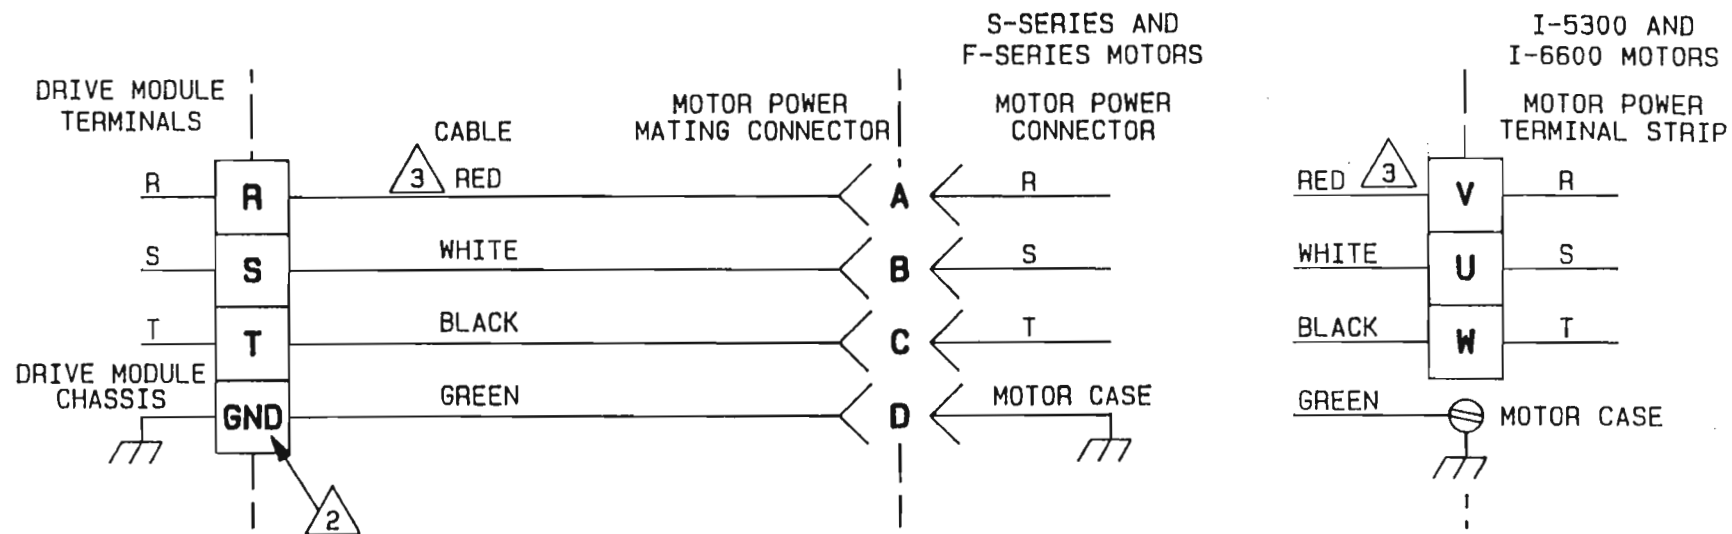 S-SERIES AND
F-SERIES MOTORS
I-5300 AND
I-6600 MOTORS
DRIVE MODULE
TERMINALS
CABLE
MOTOR POWER
MATING CONNECTOR
MOTOR POWER
CONNECTOR
MOTOR POWER
TERMINAL STRIP
R R 3 RED A R RED 3 V R
S S WHITE B S WHITE U S
T T BLACK C T BLACK W T
DRIVE MODULE
CHASSIS
GND GREEN D MOTOR CASE GREEN MOTOR CASE
2